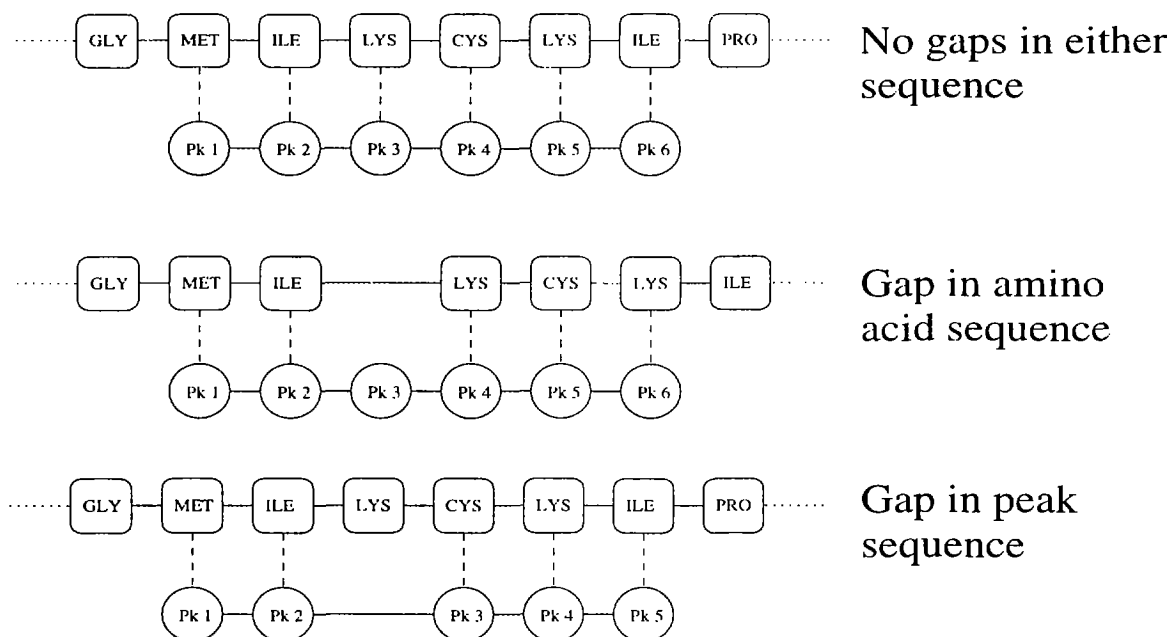 GLY MET ILE LYS CYS LYS ILE PRO
No gaps in either
sequence
Pk 1 Pk 2 Pk 3 Pk 4 Pk 5 Pk 6
GLY MET ILE LYS CYS LYS ILE
Gap in amino
acid sequence
Pk 1 Pk 2 Pk 3 Pk 4 Pk 5 Pk 6
GLY MET ILE LYS CYS LYS ILE PRO
Gap in peak
sequence
Pk 1 Pk 2 Pk 3 Pk 4 Pk 5